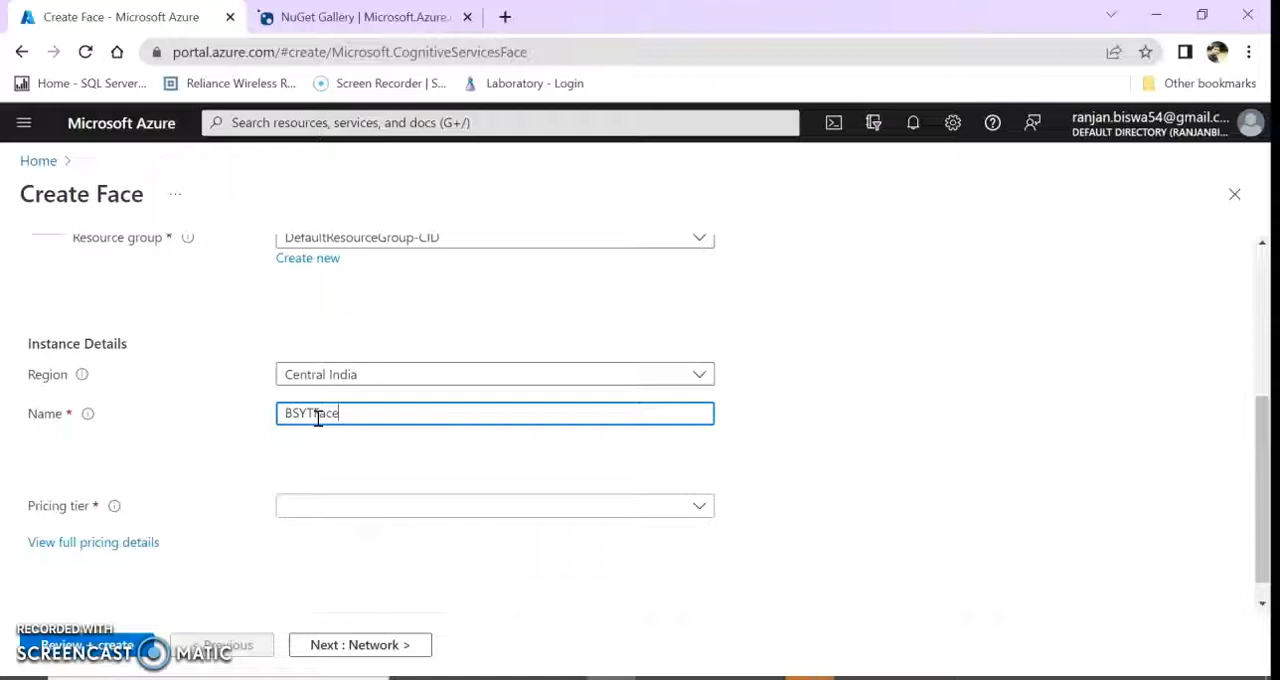 Create Face - Microsoft Azure
NuGet Gallery | Microsoft.Azure.
portal.azure.com/#create/Microsoft.CognitiveServicesFace
Home - SQL Server...
Reliance Wireless R...
Screen Recorder | S...
Laboratory - Login
Other bookmarks
Microsoft Azure
Search resources, services, and docs (G+/)
ranjan.biswa54@gmail.c...
DEFAULT DIRECTORY (RANJANBI...
Home >
Create Face ...
Resource group *
DefaultResourceGroup-CID
Create new
Instance Details
Region
Central India
Name *
BSYTFace
Pricing tier *
View full pricing details
RECORDED WITH
Review + create
< Previous
Next : Network >
SCREENCAST MATIC